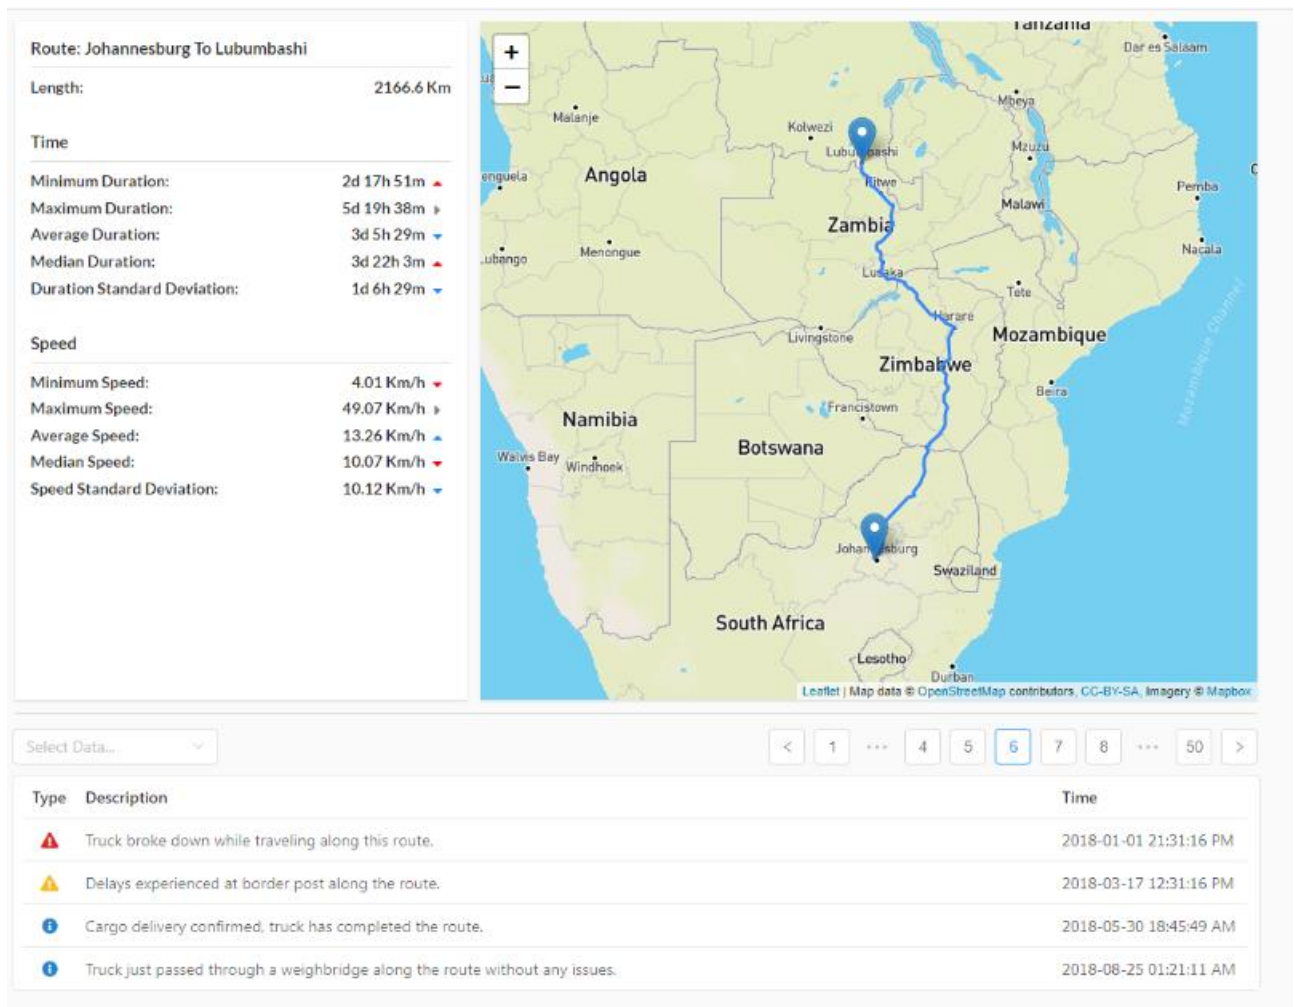 Route: Johannesburg To Lubumbashi
Length: 2166.6 Km
Time
Minimum Duration: 2d 17h 51m
Maximum Duration: 5d 19h 38m
Average Duration: 3d 5h 29m
Median Duration: 3d 22h 3m
Duration Standard Deviation: 1d 6h 29m
Speed
Minimum Speed: 4.01 Km/h
Maximum Speed: 49.07 Km/h
Average Speed: 13.26 Km/h
Median Speed: 10.07 Km/h
Speed Standard Deviation: 10.12 Km/h
+
−
Tanzania
Dar es Salaam
Mbeya
Malanje
Kolwezi
Mzuzu
Angola
Pemba
Kitwe
Malawi
Zambia
Menongue
Nacala
Lusaka
Tete
Harare
Livingstone
Mozambique
Mozambique Channel
Zimbabwe
Beira
Francistown
Namibia
Botswana
Walvis Bay
Windhoek
Swaziland
South Africa
Lesotho
Durban
Leaflet | Map data © OpenStreetMap contributors, CC-BY-SA, Imagery © Mapbox
Select Data...
< 1 ••• 4 5 6 7 8 ••• 50 >
Type Description Time
Truck broke down while traveling along this route. 2018-01-01 21:31:16 PM
Delays experienced at border post along the route. 2018-03-17 12:31:16 PM
Cargo delivery confirmed, truck has completed the route. 2018-05-30 18:45:49 AM
Truck just passed through a weighbridge along the route without any issues. 2018-08-25 01:21:11 AM